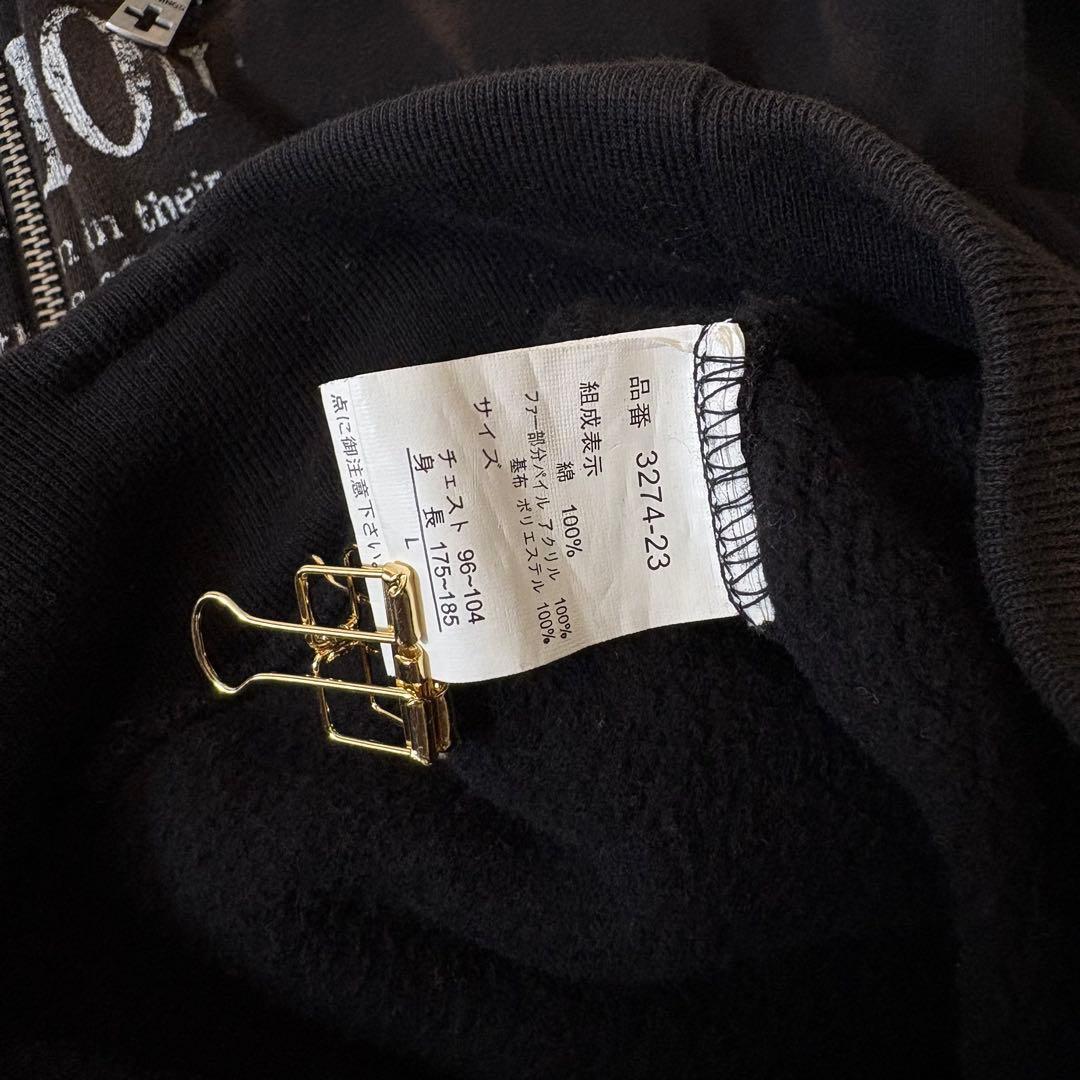 品番 3274-23
組成表示
綿 100%
ファー部分パイル アクリル 100%
基布 ポリエステル 100%
サイズ
チェスト 96~104
身長 175~185
L
点に御注意下さい。
in their